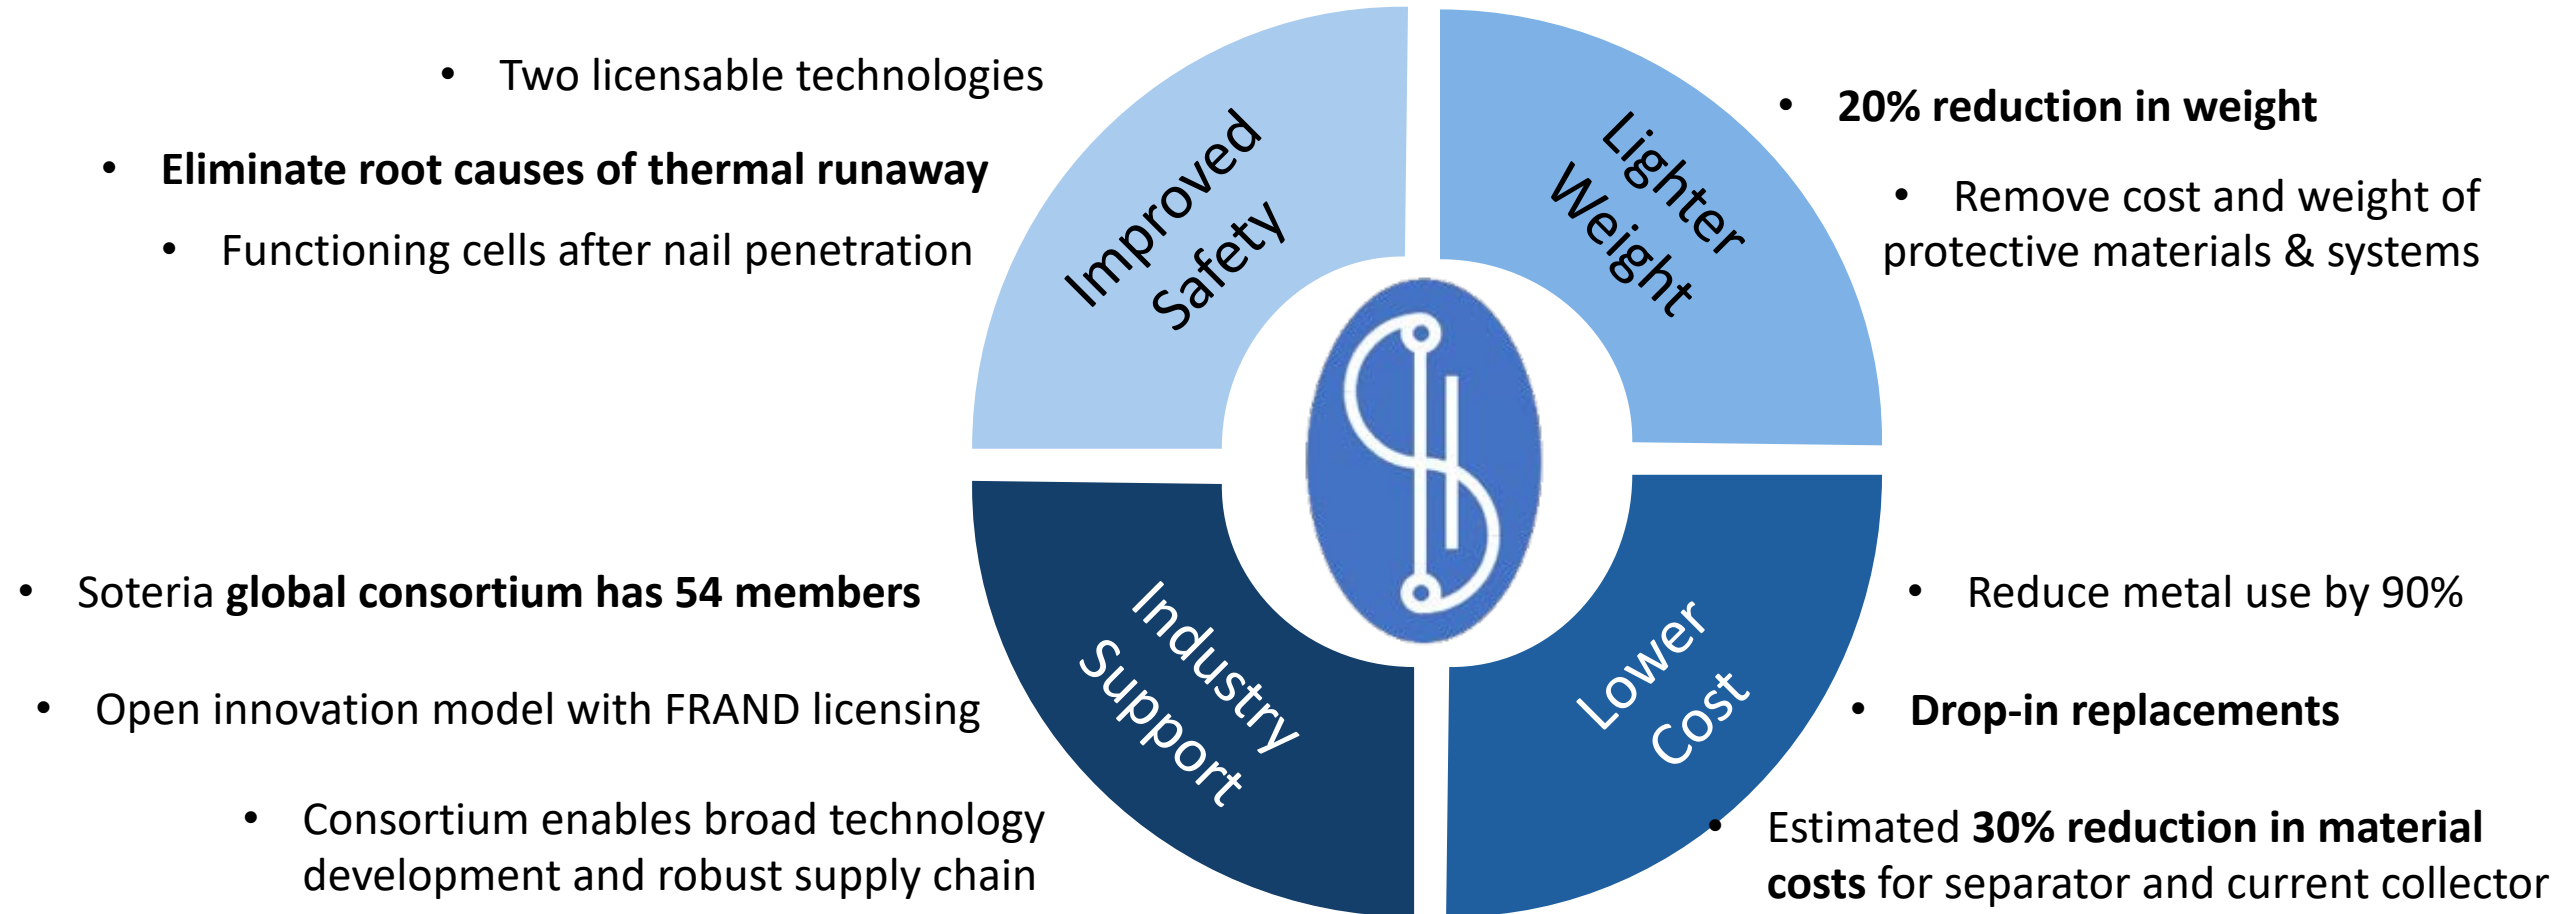 • Two licensable technologies
• Eliminate root causes of thermal runaway
• Functioning cells after nail penetration
Improved
Safety
Lighter
Weight
• 20% reduction in weight
• Remove cost and weight of
protective materials & systems
• Soteria global consortium has 54 members
• Open innovation model with FRAND licensing
• Consortium enables broad technology
development and robust supply chain
Industry
Support
Lower
Cost
• Reduce metal use by 90%
• Drop-in replacements
• Estimated 30% reduction in material
costs for separator and current collector